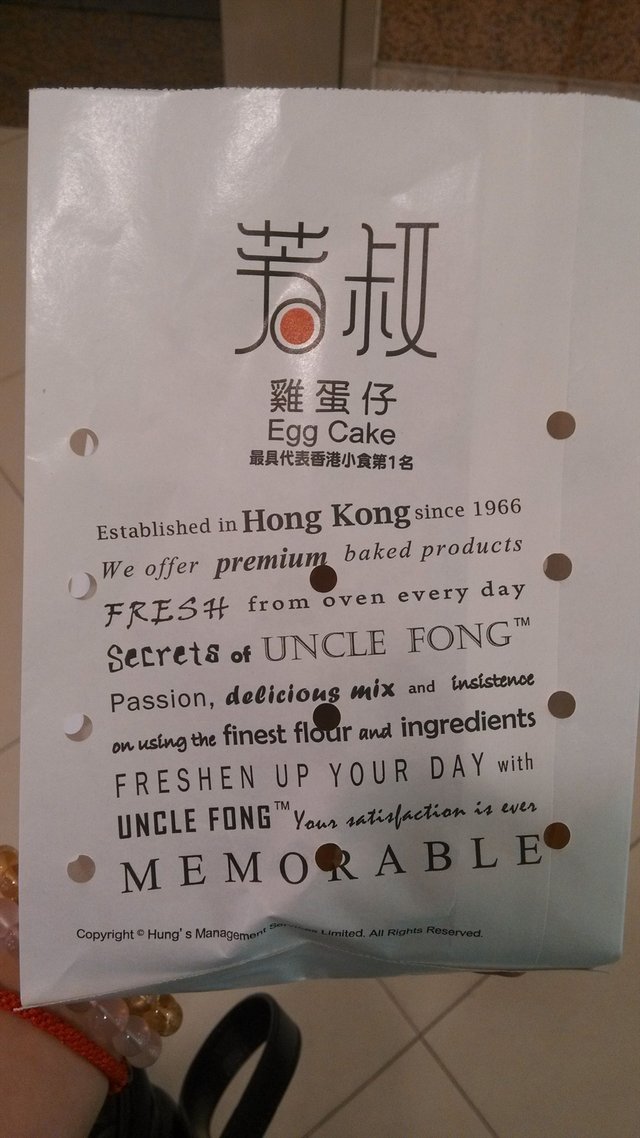 芳叔
雞蛋仔
Egg Cake
最具代表香港小食第1名
Established in Hong Kong since 1966
We offer premium baked products
FRESH from oven every day
Secrets of UNCLE FONG™
Passion, delicious mix and insistence
on using the finest flour and ingredients
FRESHEN UP YOUR DAY with
UNCLE FONG™ Your satisfaction is ever
MEMORABLE
Copyright © Hung's Management Services Limited. All Rights Reserved.